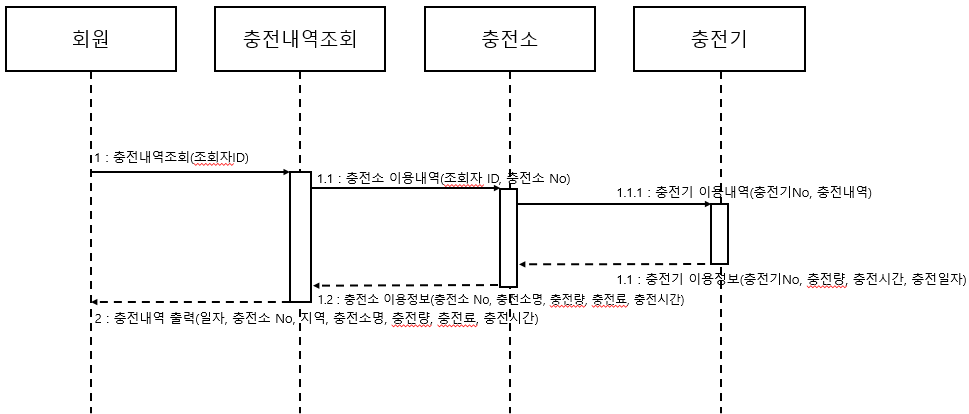 회원
충전내역조회
충전소
충전기
1 : 충전내역조회(조회자ID)
1.1 : 충전소 이용내역(조회자 ID, 충전소 No)
1.1.1 : 충전기 이용내역(충전기No, 충전내역)
1.1 : 충전기 이용정보(충전기No, 충전량, 충전시간, 충전일자)
1.2 : 충전소 이용정보(충전소 No, 충전소명, 충전량, 충전료, 충전시간)
2 : 충전내역 출력(일자, 충전소 No, 지역, 충전소명, 충전량, 충전료, 충전시간)